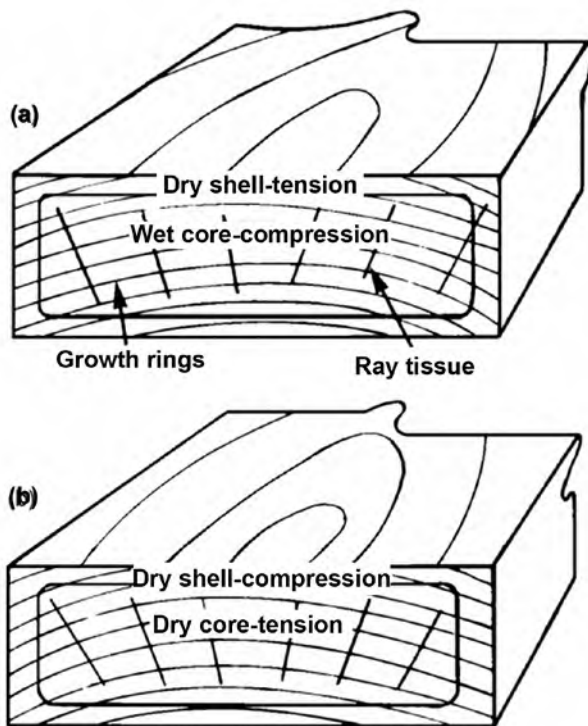 (a)
Dry shell-tension
Wet core-compression
Growth rings
Ray tissue
(b)
Dry shell-compression
Dry core-tension